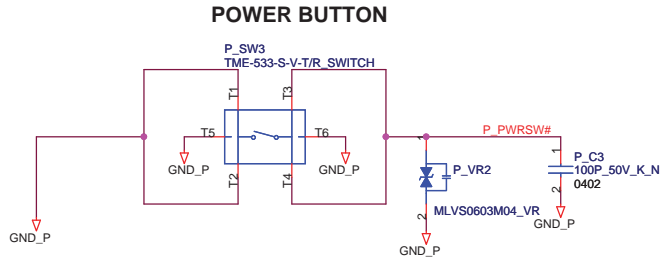 POWER BUTTON
P_SW3
TME-533-S-V-T/R_SWITCH
T1
T3
T5
T6
GND_P
GND_P
T2
T4
GND_P
1
P_PWRSW#
P_VR2
2
MLVS0603M04_VR
GND_P
1
P_C3
100P_50V_K_N
0402
2
GND_P